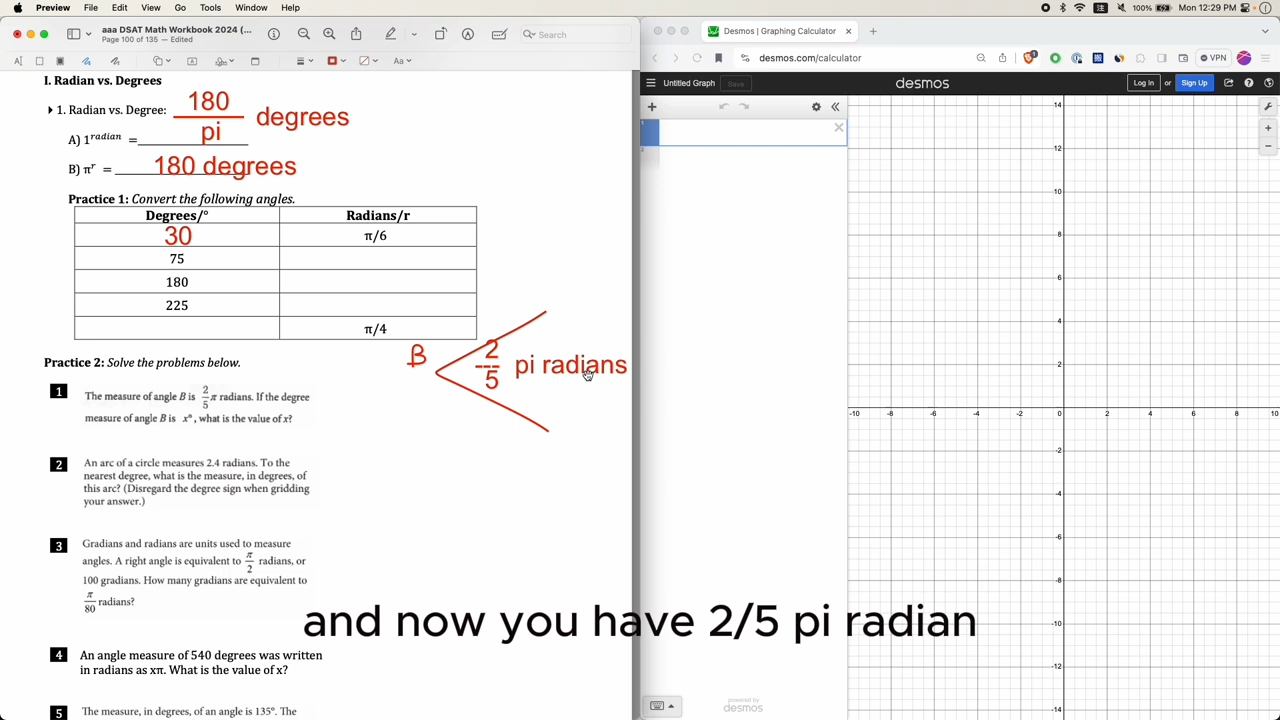 Preview File Edit View Go Tools Window Help 100% Mon 12:29 PM
aaa DSAT Math Workbook 2024 (...
Page 100 of 135 — Edited
Search
I. Radian vs. Degrees
1. Radian vs. Degree:
180
pi
degrees
A) 1^radian =
B) π^r = 180 degrees
Practice 1: Convert the following angles.
Degrees/° Radians/r
30 π/6
75
180
225
π/4
B 2/5 pi radians
Practice 2: Solve the problems below.
1
The measure of angle B is 2/5 π radians. If the degree
measure of angle B is x°, what is the value of x?
2
An arc of a circle measures 2.4 radians. To the
nearest degree, what is the measure, in degrees, of
this arc? (Disregard the degree sign when gridding
your answer.)
3
Gradians and radians are units used to measure
angles. A right angle is equivalent to π/2 radians, or
100 gradians. How many gradians are equivalent to
π/80 radians?
4
An angle measure of 540 degrees was written
in radians as xπ. What is the value of x?
5
The measure, in degrees, of an angle is 135°. The
Desmos | Graphing Calculator
desmos.com/calculator
VPN
Untitled Graph Save desmos Log In or Sign Up
14
12
10
8
6
4
2
-10 -8 -6 -4 -2 0 2 4 6 8 10
-2
-4
-6
-8
-10
-12
-14
powered by
desmos
and now you have 2/5 pi radian